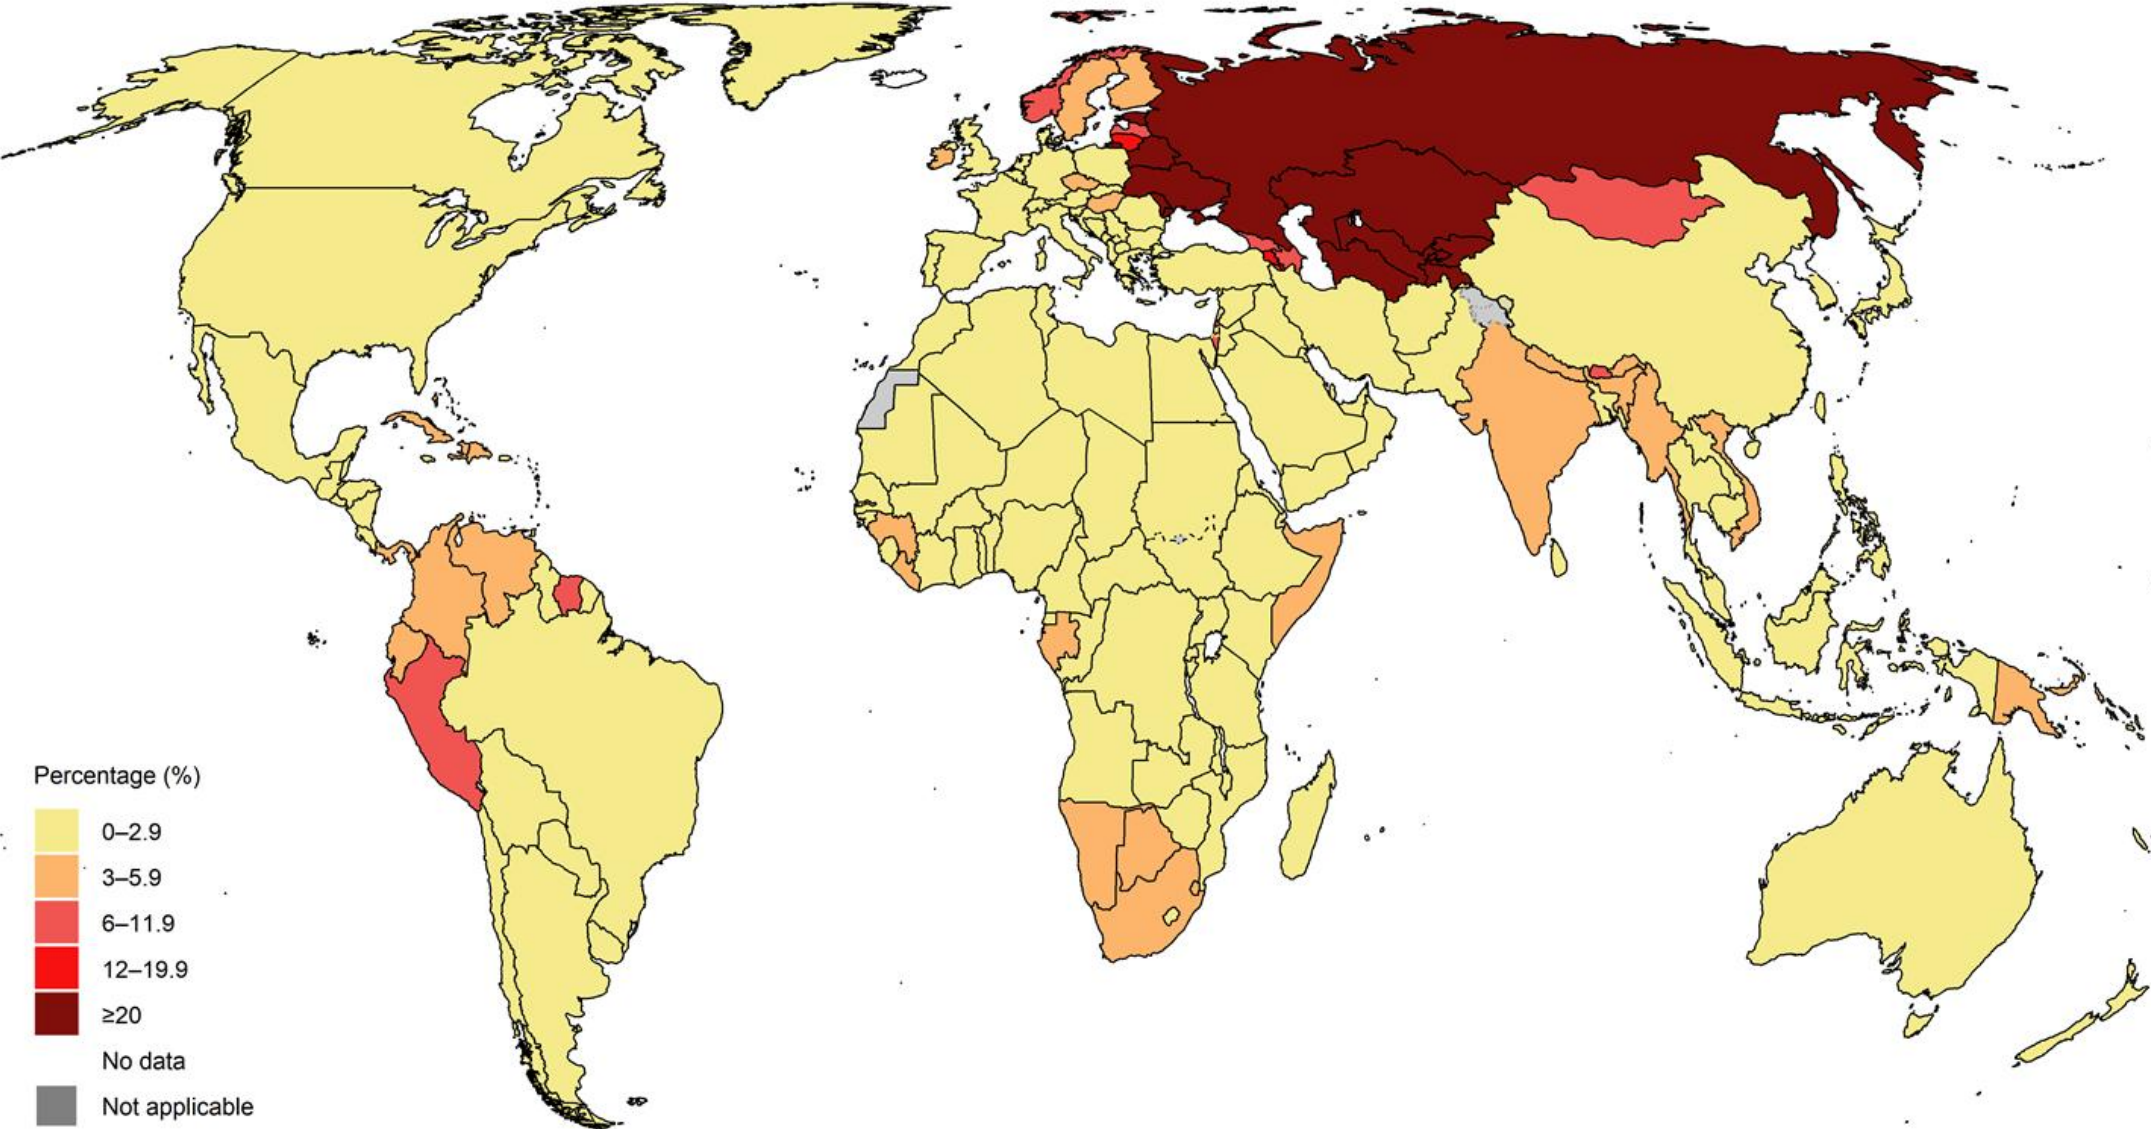 Percentage (%)
0–2.9
3–5.9
6–11.9
12–19.9
≥20
No data
Not applicable